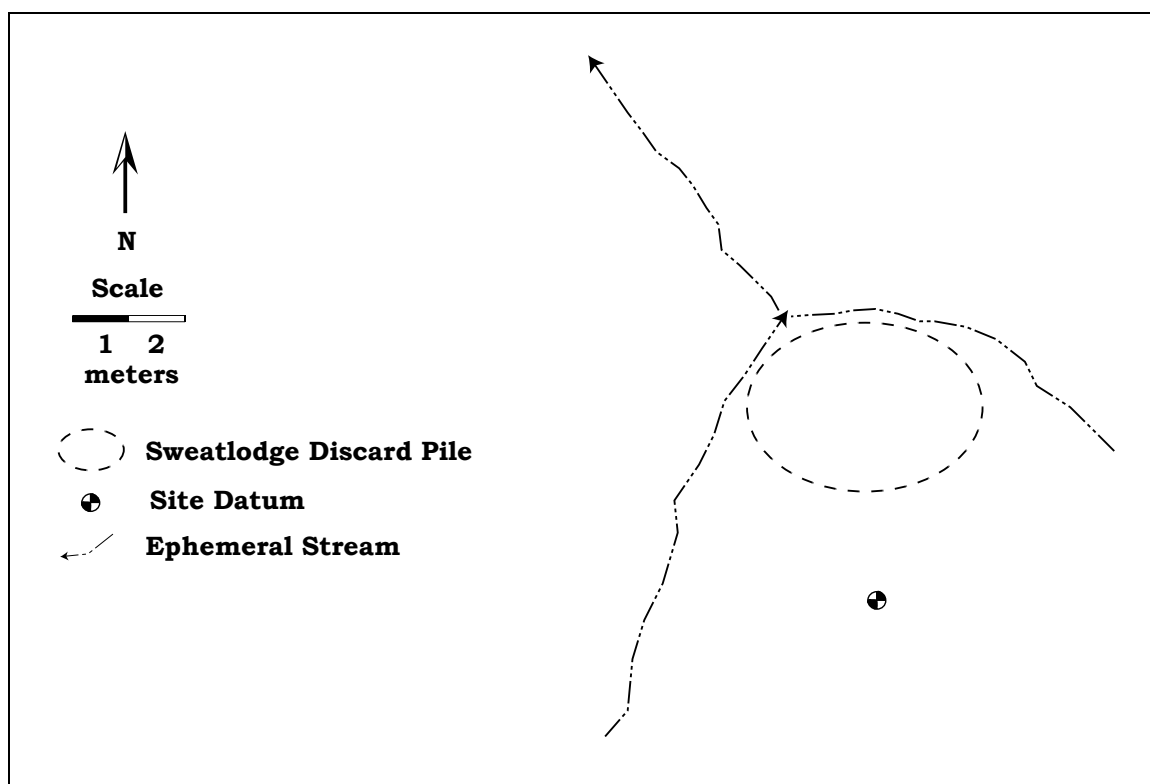 N
Scale
1 2
meters
Sweatlodge Discard Pile
Site Datum
Ephemeral Stream